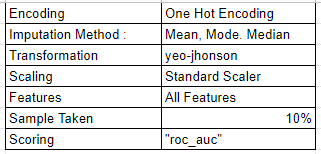 Encoding One Hot Encoding
Imputation Method : Mean, Mode. Median
Transformation yeo-jhonson
Scaling Standard Scaler
Features All Features
Sample Taken 10%
Scoring "roc_auc"